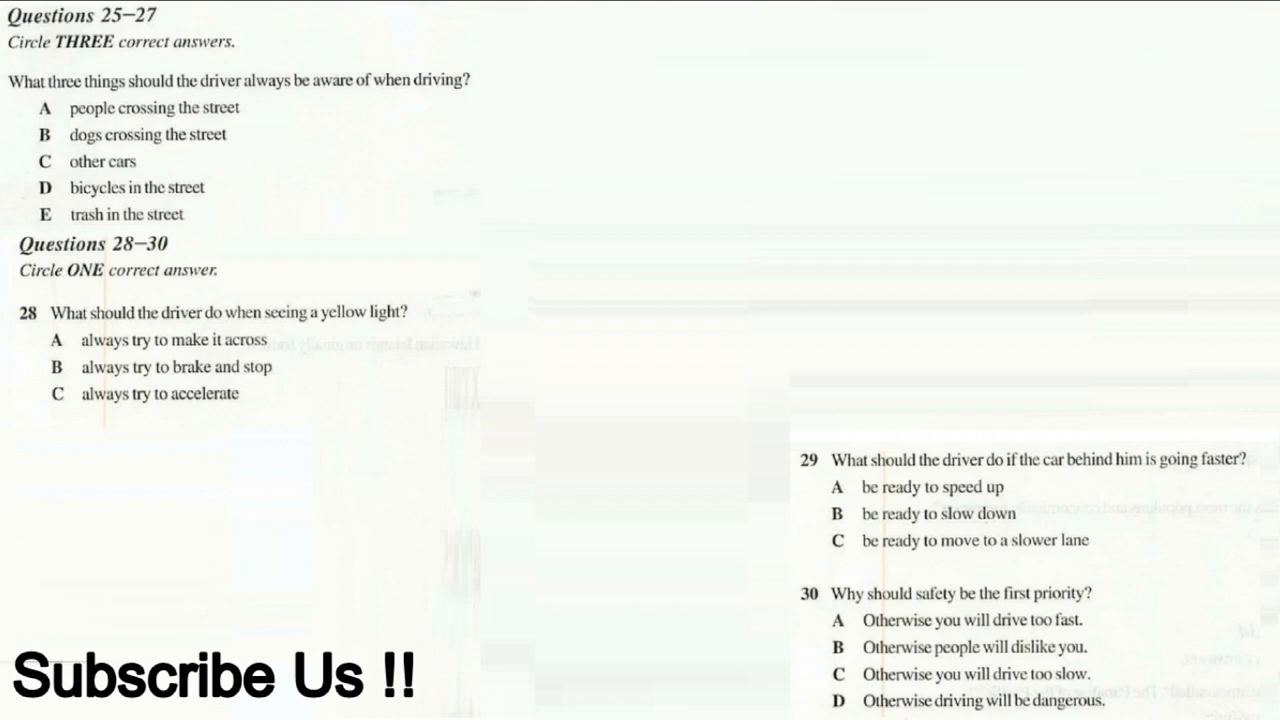 Questions 25–27
Circle THREE correct answers.
What three things should the driver always be aware of when driving?
A people crossing the street
B dogs crossing the street
C other cars
D bicycles in the street
E trash in the street
Questions 28–30
Circle ONE correct answer.
28 What should the driver do when seeing a yellow light?
A always try to make it across
B always try to brake and stop
C always try to accelerate
29 What should the driver do if the car behind him is going faster?
A be ready to speed up
B be ready to slow down
C be ready to move to a slower lane
30 Why should safety be the first priority?
A Otherwise you will drive too fast.
B Otherwise people will dislike you.
C Otherwise you will drive too slow.
D Otherwise driving will be dangerous.
Subscribe Us !!